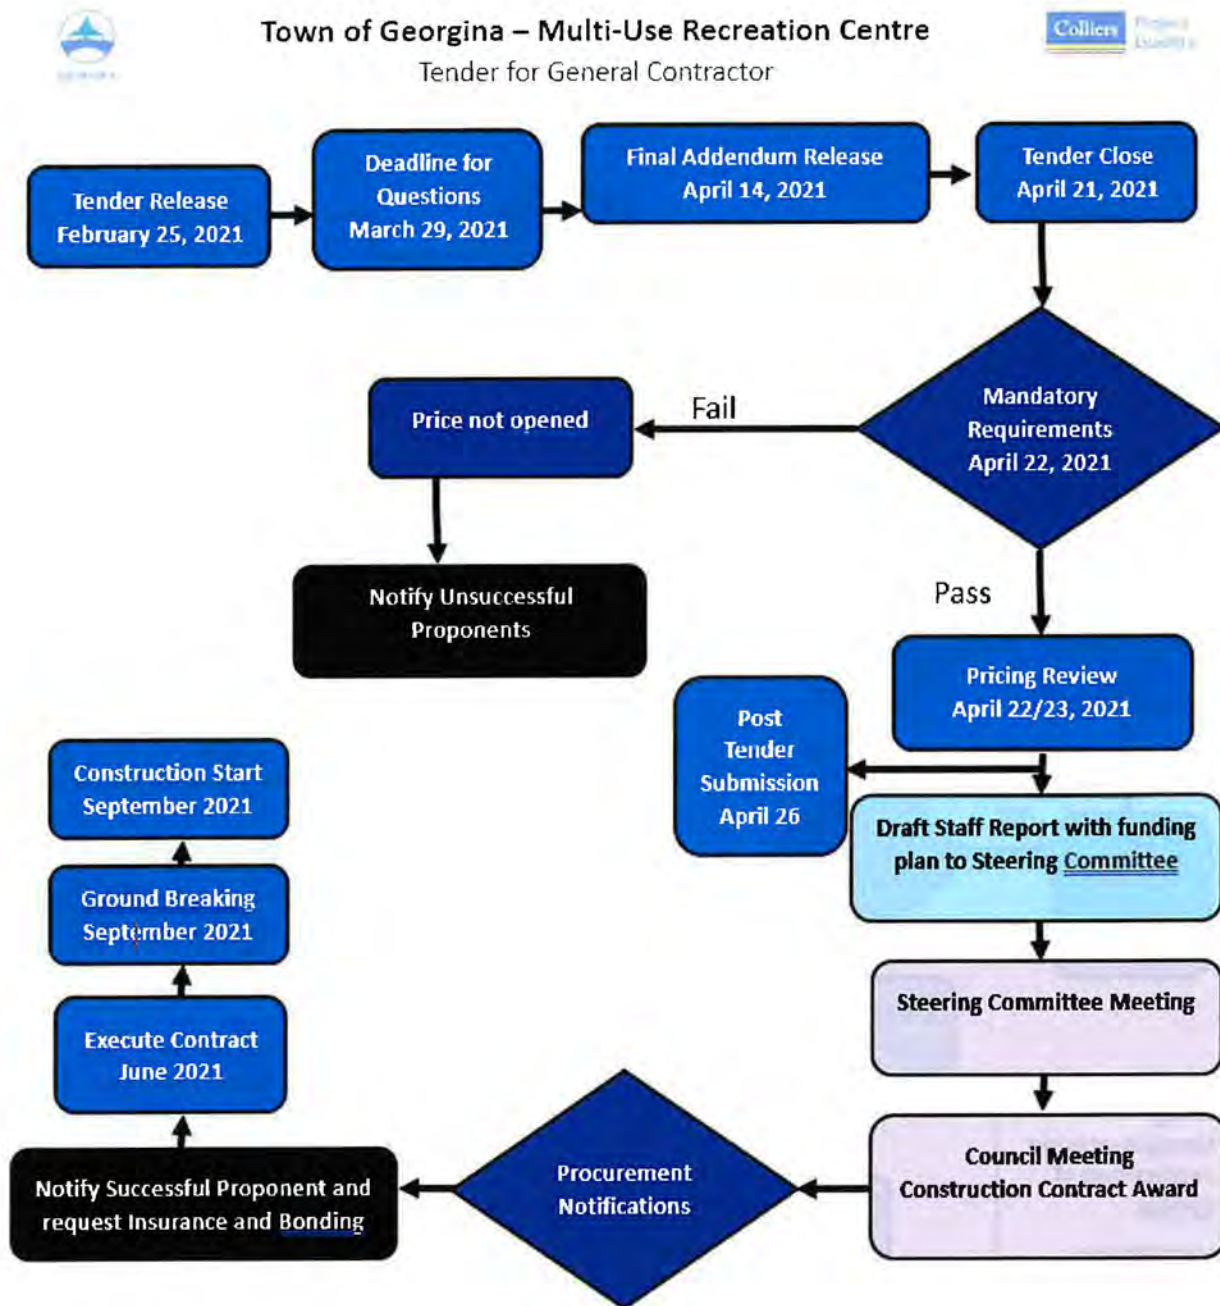 Town of Georgina – Multi-Use Recreation Centre
Tender for General Contractor
Colliers
Tender Release
February 25, 2021
Deadline for
Questions
March 29, 2021
Final Addendum Release
April 14, 2021
Tender Close
April 21, 2021
Mandatory
Requirements
April 22, 2021
Fail
Price not opened
Notify Unsuccessful
Proponents
Pass
Pricing Review
April 22/23, 2021
Post
Tender
Submission
April 26
Draft Staff Report with funding
plan to Steering Committee
Steering Committee Meeting
Council Meeting
Construction Contract Award
Procurement
Notifications
Notify Successful Proponent and
request Insurance and Bonding
Execute Contract
June 2021
Ground Breaking
September 2021
Construction Start
September 2021